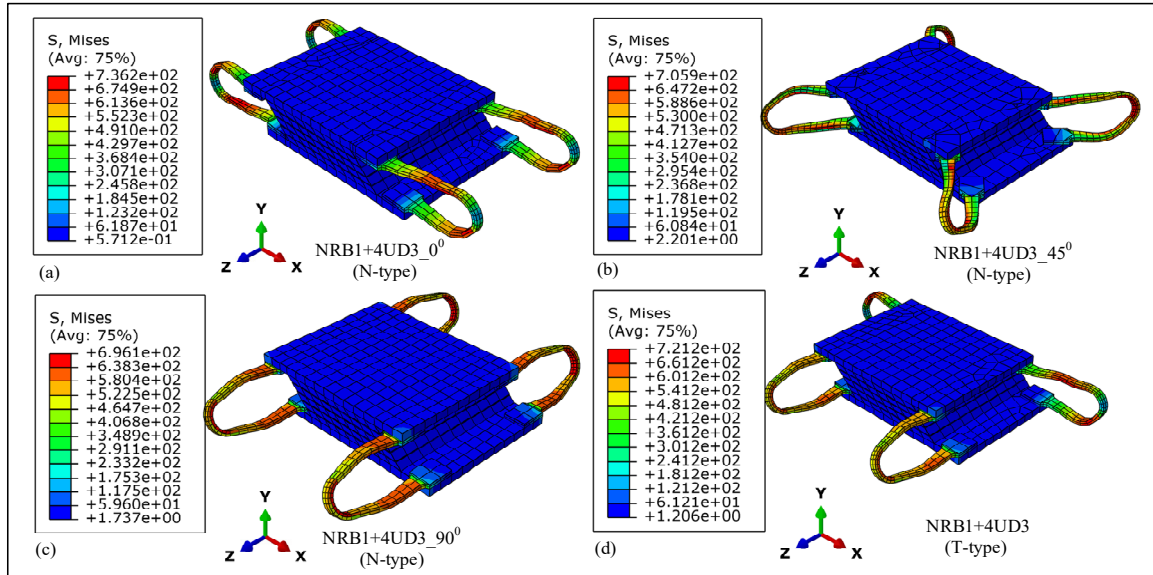 S, Mises
(Avg: 75%)
+7.362e+02
+6.749e+02
+6.136e+02
+5.523e+02
+4.910e+02
+4.297e+02
+3.684e+02
+3.071e+02
+2.458e+02
+1.845e+02
+1.232e+02
+6.187e+01
+5.712e-01
Y
Z
X
(a)
NRB1+4UD3_0⁰
(N-type)
S, Mises
(Avg: 75%)
+7.059e+02
+6.472e+02
+5.886e+02
+5.300e+02
+4.713e+02
+4.127e+02
+3.540e+02
+2.954e+02
+2.368e+02
+1.781e+02
+1.195e+02
+6.084e+01
+2.201e+00
Y
Z
X
(b)
NRB1+4UD3_45⁰
(N-type)
S, Mises
(Avg: 75%)
+6.961e+02
+6.383e+02
+5.804e+02
+5.225e+02
+4.647e+02
+4.068e+02
+3.489e+02
+2.911e+02
+2.332e+02
+1.753e+02
+1.175e+02
+5.960e+01
+1.737e+00
Y
Z
X
(c)
NRB1+4UD3_90⁰
(N-type)
S, Mises
(Avg: 75%)
+7.212e+02
+6.612e+02
+6.012e+02
+5.412e+02
+4.812e+02
+4.212e+02
+3.612e+02
+3.012e+02
+2.412e+02
+1.812e+02
+1.212e+02
+6.121e+01
+1.206e+00
Y
Z
X
(d)
NRB1+4UD3
(T-type)